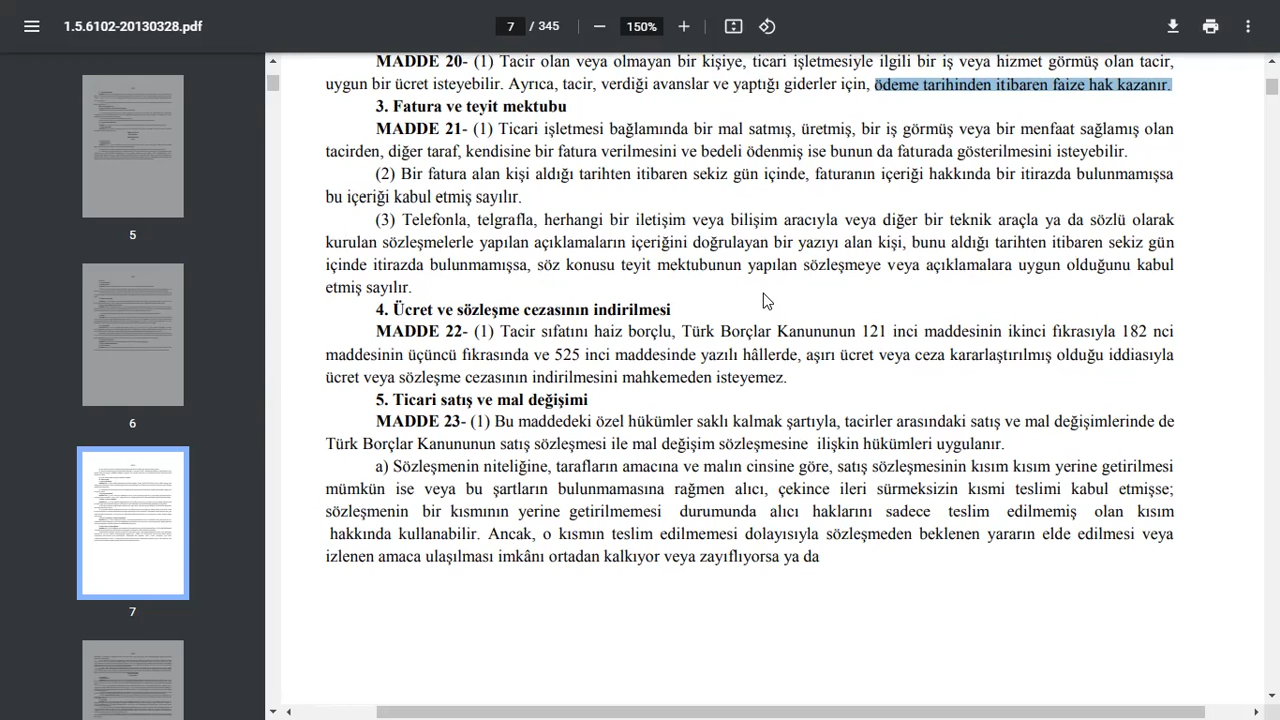 1.5.6102-20130328.pdf
7 / 345
150%
5
6
7
MADDE 20- (1) Tacir olan veya olmayan bir kişiye, ticari işletmesiyle ilgili bir iş veya hizmet görmüş olan tacir,
uygun bir ücret isteyebilir. Ayrıca, tacir, verdiği avanslar ve yaptığı giderler için, ödeme tarihinden itibaren faize hak kazanır.
3. Fatura ve teyit mektubu
MADDE 21- (1) Ticari işletmesi bağlamında bir mal satmış, üretmiş, bir iş görmüş veya bir menfaat sağlamış olan
tacirden, diğer taraf, kendisine bir fatura verilmesini ve bedeli ödenmiş ise bunun da faturada gösterilmesini isteyebilir.
(2) Bir fatura alan kişi aldığı tarihten itibaren sekiz gün içinde, faturanın içeriği hakkında bir itirazda bulunmamışsa
bu içeriği kabul etmiş sayılır.
(3) Telefonla, telgrafla, herhangi bir iletişim veya bilişim aracıyla veya diğer bir teknik araçla ya da sözlü olarak
kurulan sözleşmelerle yapılan açıklamaların içeriğini doğrulayan bir yazıyı alan kişi, bunu aldığı tarihten itibaren sekiz gün
içinde itirazda bulunmamışsa, söz konusu teyit mektubunun yapılan sözleşmeye veya açıklamalara uygun olduğunu kabul
etmiş sayılır.
4. Ücret ve sözleşme cezasının indirilmesi
MADDE 22- (1) Tacir sıfatını haiz borçlu, Türk Borçlar Kanununun 121 inci maddesinin ikinci fıkrasıyla 182 nci
maddesinin üçüncü fıkrasında ve 525 inci maddesinde yazılı hâllerde, aşırı ücret veya ceza kararlaştırılmış olduğu iddiasıyla
ücret veya sözleşme cezasının indirilmesini mahkemeden isteyemez.
5. Ticari satış ve mal değişimi
MADDE 23- (1) Bu maddedeki özel hükümler saklı kalmak şartıyla, tacirler arasındaki satış ve mal değişimlerinde de
Türk Borçlar Kanununun satış sözleşmesi ile mal değişim sözleşmesine ilişkin hükümleri uygulanır.
a) Sözleşmenin niteliğine, tarafların amacına ve malın cinsine göre, satış sözleşmesinin kısım kısım yerine getirilmesi
mümkün ise veya bu şartların bulunmamasına rağmen alıcı, çekince ileri sürmeksizin kısmi teslimi kabul etmişse;
sözleşmenin bir kısmının yerine getirilmemesi durumunda alıcı haklarını sadece teslim edilmemiş olan kısım
hakkında kullanabilir. Ancak, o kısmın teslim edilmemesi dolayısıyla sözleşmeden beklenen yararın elde edilmesi veya
izlenen amaca ulaşılması imkânı ortadan kalkıyor veya zayıflıyorsa ya da